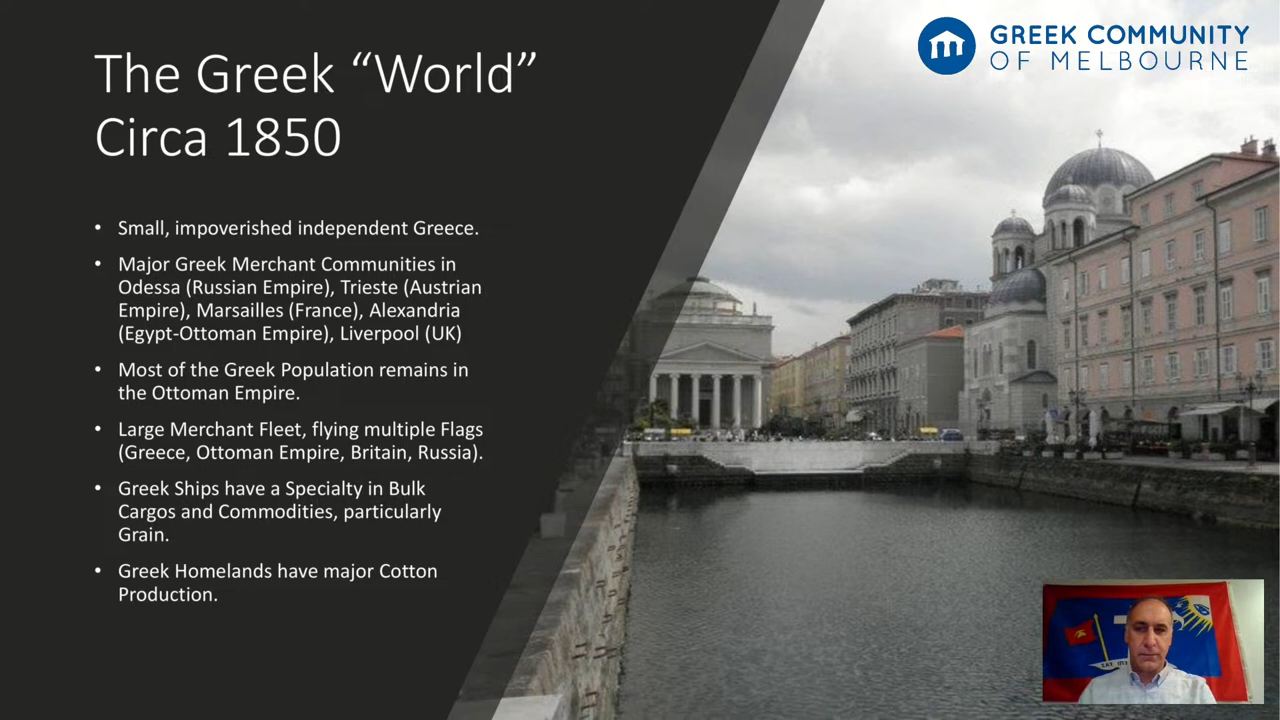 The Greek “World”
Circa 1850
GREEK COMMUNITY
OF MELBOURNE
• Small, impoverished independent Greece.
• Major Greek Merchant Communities in
Odessa (Russian Empire), Trieste (Austrian
Empire), Marsailles (France), Alexandria
(Egypt-Ottoman Empire), Liverpool (UK)
• Most of the Greek Population remains in
the Ottoman Empire.
• Large Merchant Fleet, flying multiple Flags
(Greece, Ottoman Empire, Britain, Russia).
• Greek Ships have a Specialty in Bulk
Cargos and Commodities, particularly
Grain.
• Greek Homelands have major Cotton
Production.